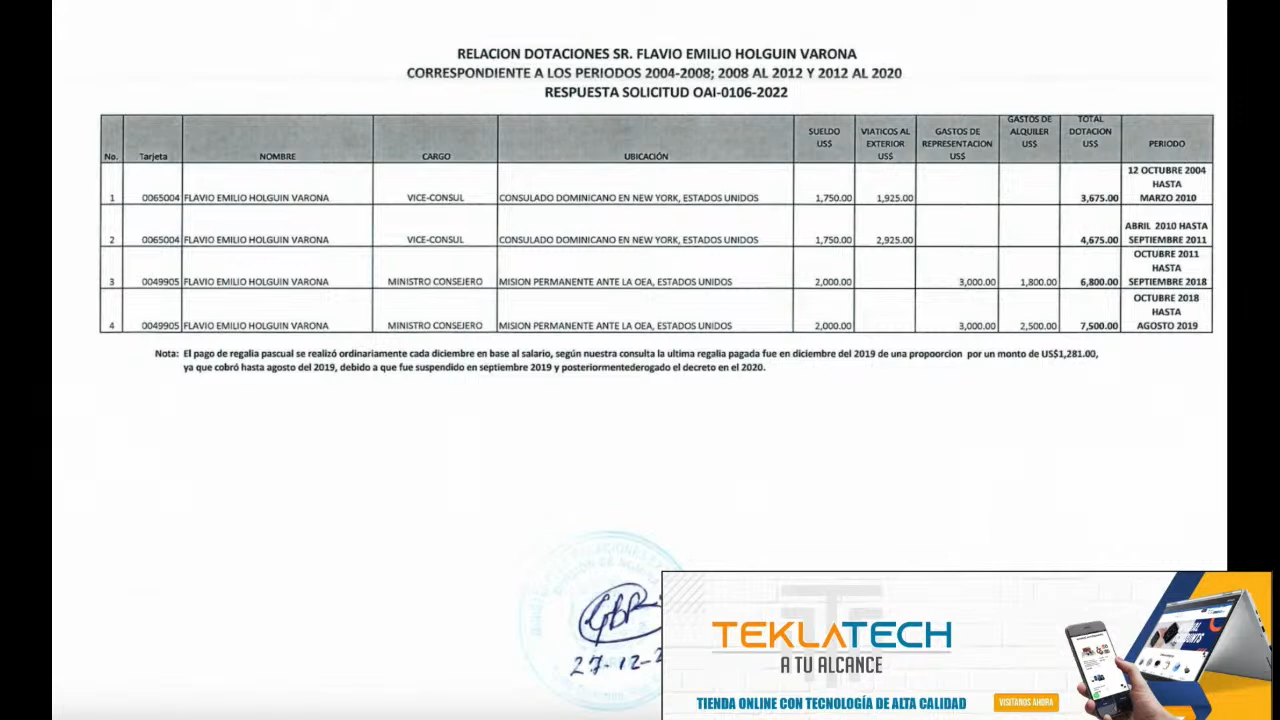 RELACION DOTACIONES SR. FLAVIO EMILIO HOLGUIN VARONA
CORRESPONDIENTE A LOS PERIODOS 2004-2008; 2008 AL 2012 Y 2012 AL 2020
RESPUESTA SOLICITUD OAI-0106-2022
No. Tarjeta NOMBRE CARGO UBICACIÓN SUELDO US$ VIATICOS AL EXTERIOR US$ GASTOS DE REPRESENTACION US$ GASTOS DE ALQUILER US$ TOTAL DOTACION US$ PERIODO
1 0065004 FLAVIO EMILIO HOLGUIN VARONA VICE-CONSUL CONSULADO DOMINICANO EN NEW YORK, ESTADOS UNIDOS 1,750.00 1,925.00 3,675.00 12 OCTUBRE 2004 HASTA MARZO 2010
2 0065004 FLAVIO EMILIO HOLGUIN VARONA VICE-CONSUL CONSULADO DOMINICANO EN NEW YORK, ESTADOS UNIDOS 1,750.00 2,925.00 4,675.00 ABRIL 2010 HASTA SEPTIEMBRE 2011
3 0049905 FLAVIO EMILIO HOLGUIN VARONA MINISTRO CONSEJERO MISION PERMANENTE ANTE LA OEA, ESTADOS UNIDOS 2,000.00 3,000.00 1,800.00 6,800.00 OCTUBRE 2011 HASTA SEPTIEMBRE 2018
4 0049905 FLAVIO EMILIO HOLGUIN VARONA MINISTRO CONSEJERO MISION PERMANENTE ANTE LA OEA, ESTADOS UNIDOS 2,000.00 3,000.00 2,500.00 7,500.00 OCTUBRE 2018 HASTA AGOSTO 2019
Nota: El pago de regalia pascual se realizó ordinariamente cada diciembre en base al salario, según nuestra consulta la ultima regalia pagada fue en diciembre del 2019 de una propoorcion por un monto de US$1,281.00,
ya que cobró hasta agosto del 2019, debido a que fue suspendido en septiembre 2019 y posteriormentederogado el decreto en el 2020.
27-12-2
TEKLATECH
A TU ALCANCE
TIENDA ONLINE CON TECNOLOGÍA DE ALTA CALIDAD
VISITANOS AHORA